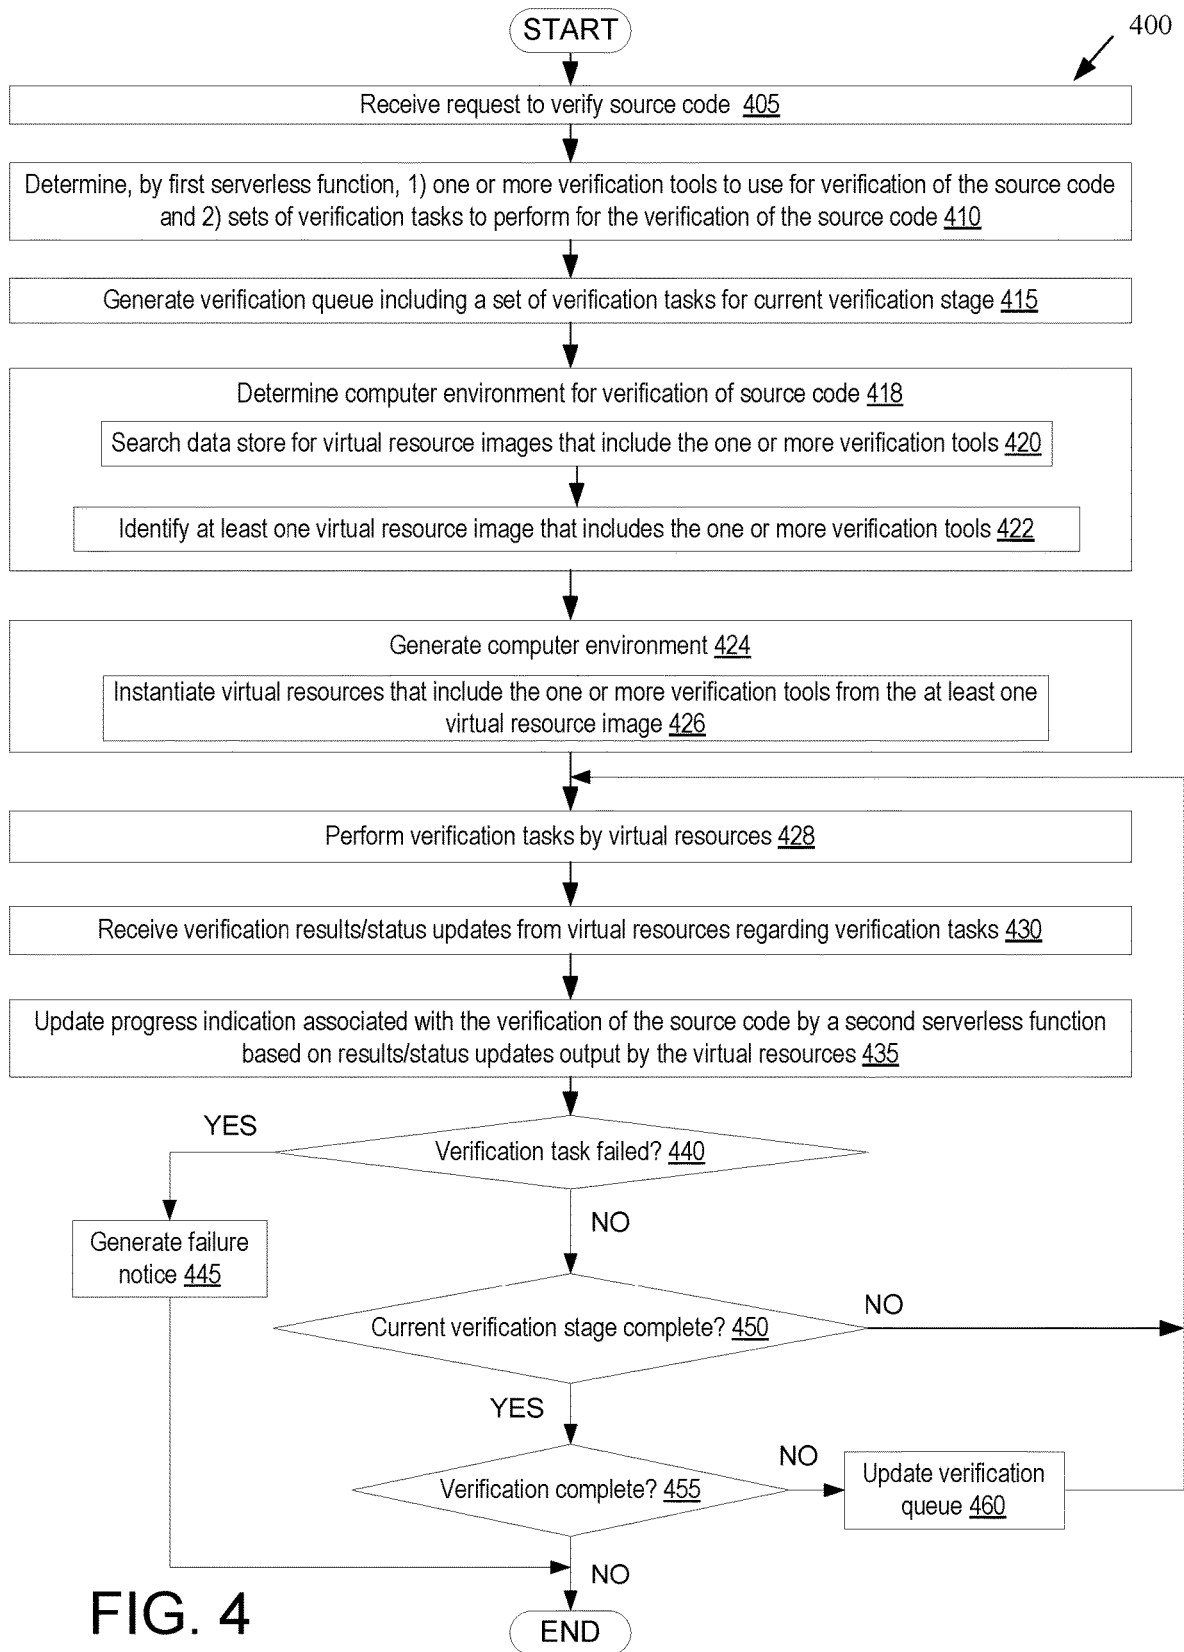 START
400
Receive request to verify source code 405
Determine, by first serverless function, 1) one or more verification tools to use for verification of the source code
and 2) sets of verification tasks to perform for the verification of the source code 410
Generate verification queue including a set of verification tasks for current verification stage 415
Determine computer environment for verification of source code 418
Search data store for virtual resource images that include the one or more verification tools 420
Identify at least one virtual resource image that includes the one or more verification tools 422
Generate computer environment 424
Instantiate virtual resources that include the one or more verification tools from the at least one
virtual resource image 426
Perform verification tasks by virtual resources 428
Receive verification results/status updates from virtual resources regarding verification tasks 430
Update progress indication associated with the verification of the source code by a second serverless function
based on results/status updates output by the virtual resources 435
YES
Verification task failed? 440
NO
Generate failure
notice 445
Current verification stage complete? 450
NO
YES
Verification complete? 455
NO
Update verification
queue 460
NO
END
FIG. 4